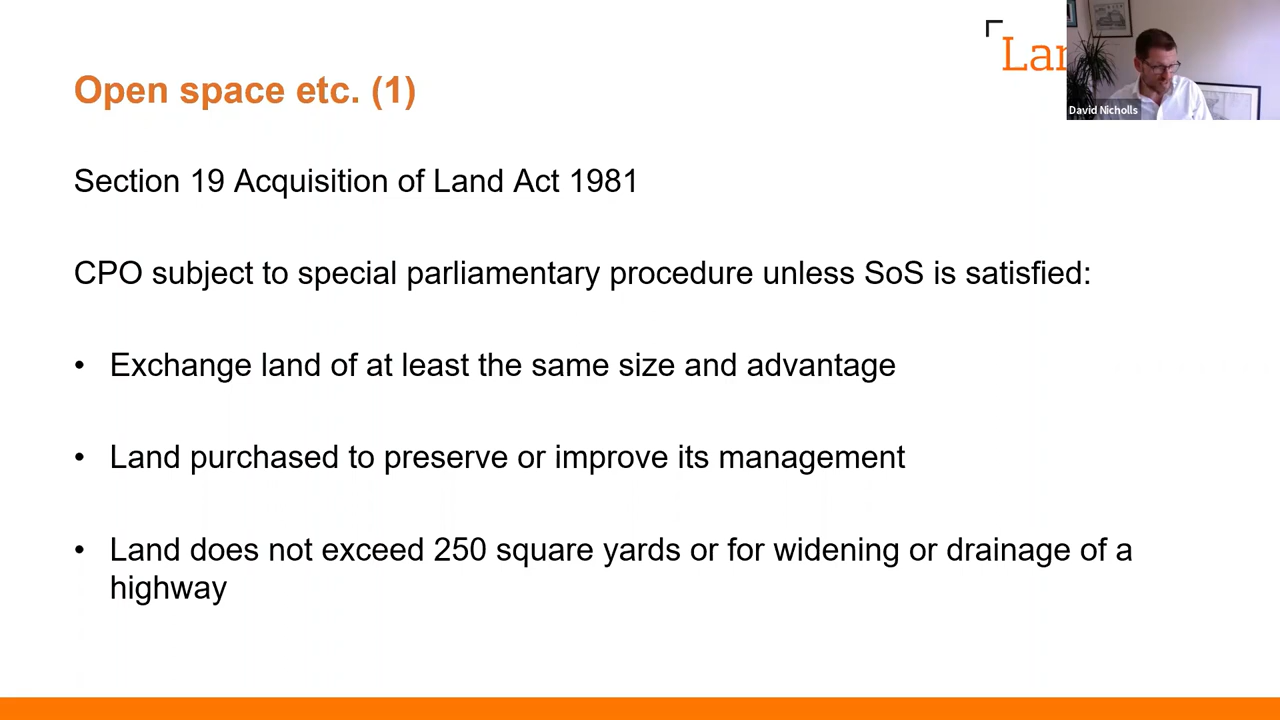 Open space etc. (1)
Lan
David Nicholls
Section 19 Acquisition of Land Act 1981
CPO subject to special parliamentary procedure unless SoS is satisfied:
• Exchange land of at least the same size and advantage
• Land purchased to preserve or improve its management
• Land does not exceed 250 square yards or for widening or drainage of a
highway